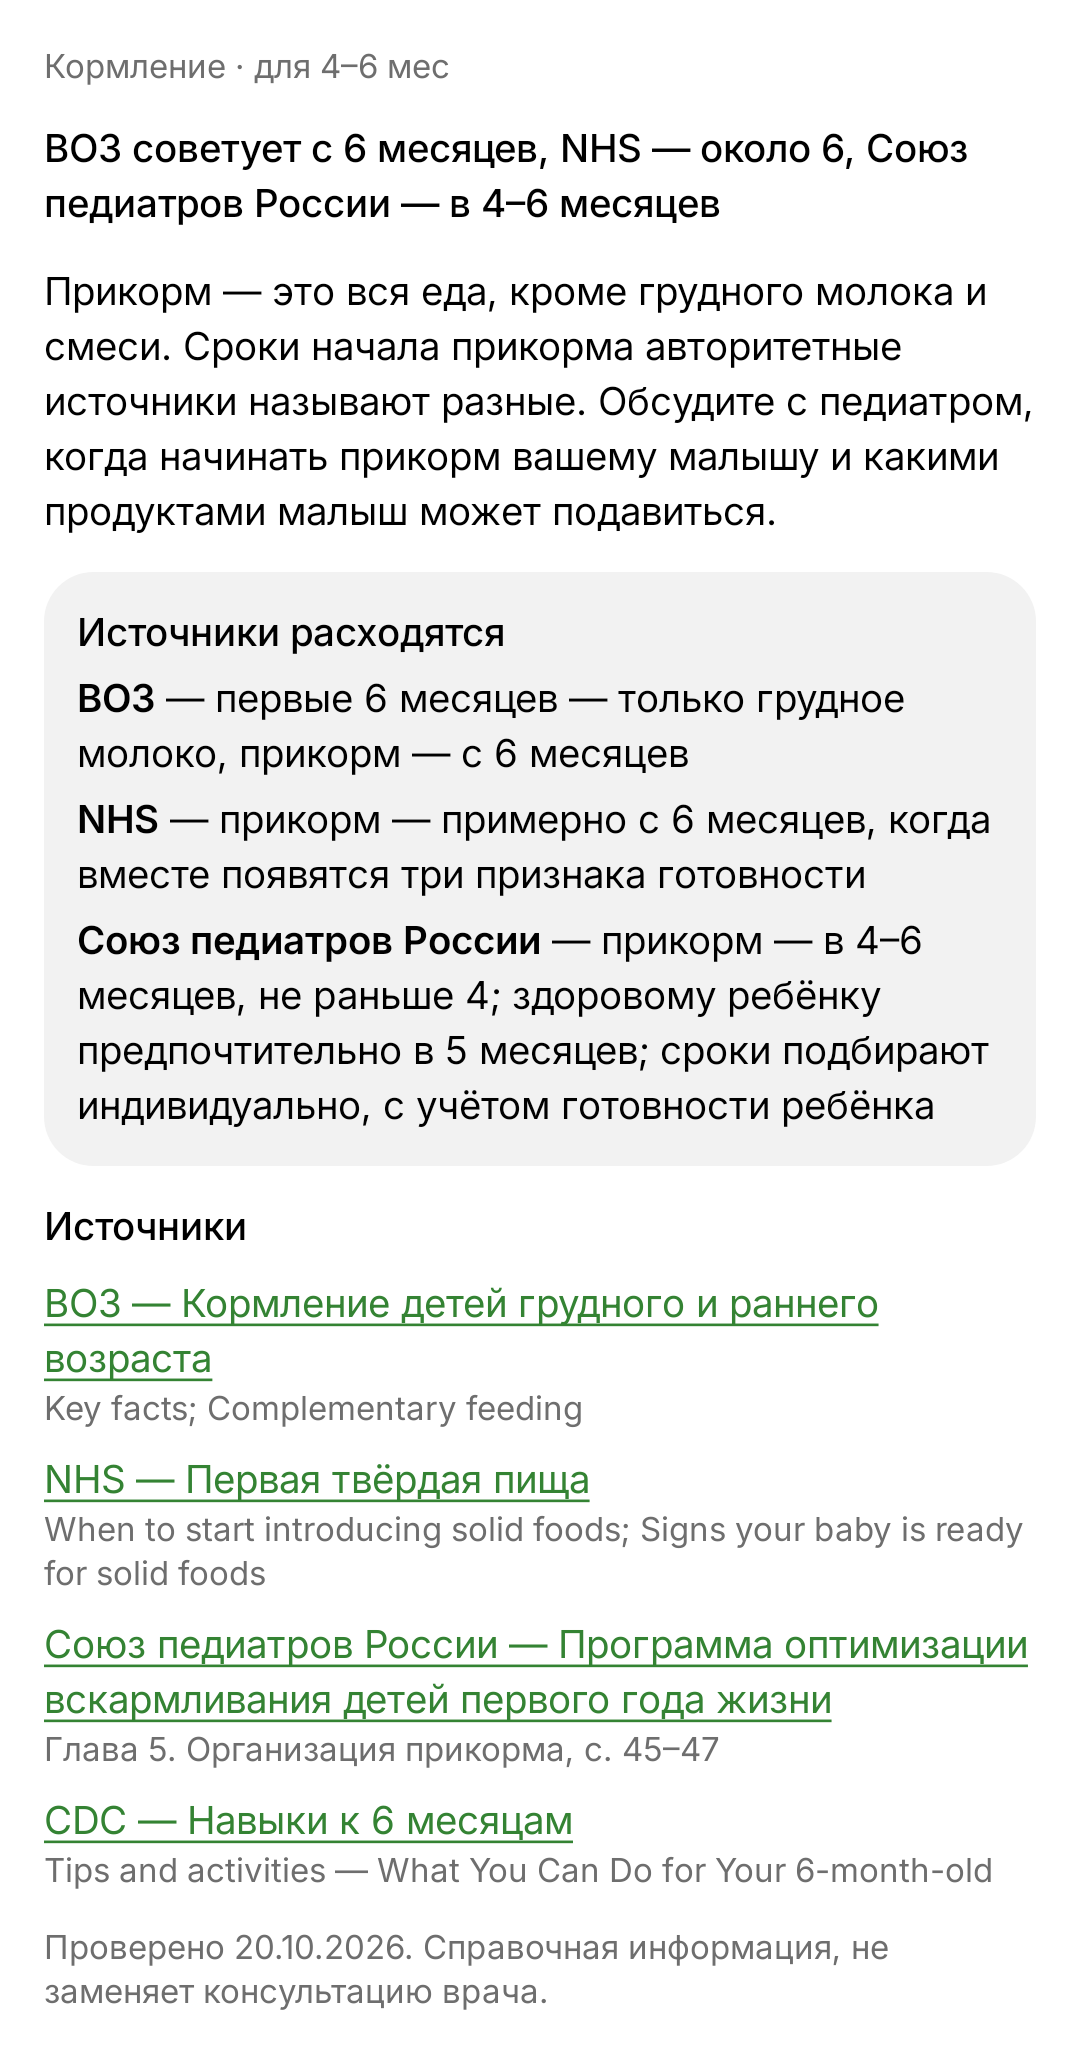 Кормление · для 4–6 мес
ВОЗ советует с 6 месяцев, NHS — около 6, Союз
педиатров России — в 4–6 месяцев
Прикорм — это вся еда, кроме грудного молока и
смеси. Сроки начала прикорма авторитетные
источники называют разные. Обсудите с педиатром,
когда начинать прикорм вашему малышу и какими
продуктами малыш может подавиться.
Источники расходятся
ВОЗ — первые 6 месяцев — только грудное
молоко, прикорм — с 6 месяцев
NHS — прикорм — примерно с 6 месяцев, когда
вместе появятся три признака готовности
Союз педиатров России — прикорм — в 4–6
месяцев, не раньше 4; здоровому ребёнку
предпочтительно в 5 месяцев; сроки подбирают
индивидуально, с учётом готовности ребёнка
Источники
ВОЗ — Кормление детей грудного и раннего
возраста
Key facts; Complementary feeding
NHS — Первая твёрдая пища
When to start introducing solid foods; Signs your baby is ready
for solid foods
Союз педиатров России — Программа оптимизации
вскармливания детей первого года жизни
Глава 5. Организация прикорма, с. 45–47
CDC — Навыки к 6 месяцам
Tips and activities — What You Can Do for Your 6-month-old
Проверено 20.10.2026. Справочная информация, не
заменяет консультацию врача.